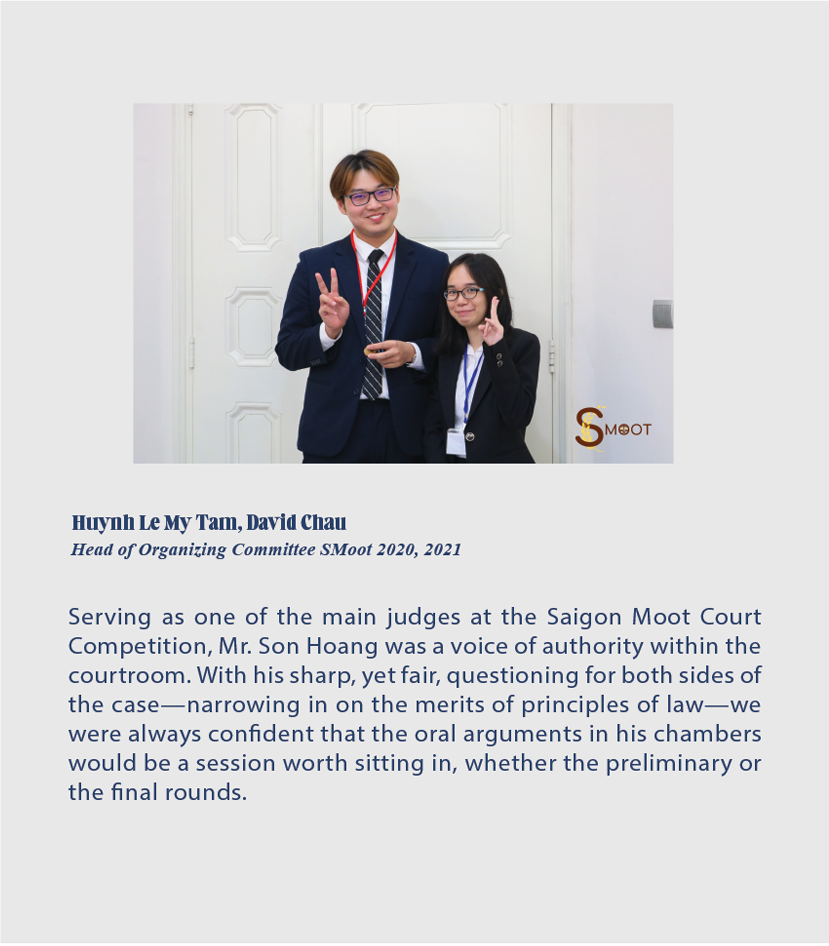 SMOOT
Huynh Le My Tam, David Chau
Head of Organizing Committee SMoot 2020, 2021
Serving as one of the main judges at the Saigon Moot Court
Competition, Mr. Son Hoang was a voice of authority within the
courtroom. With his sharp, yet fair, questioning for both sides of
the case—narrowing in on the merits of principles of law—we
were always confident that the oral arguments in his chambers
would be a session worth sitting in, whether the preliminary or
the final rounds.